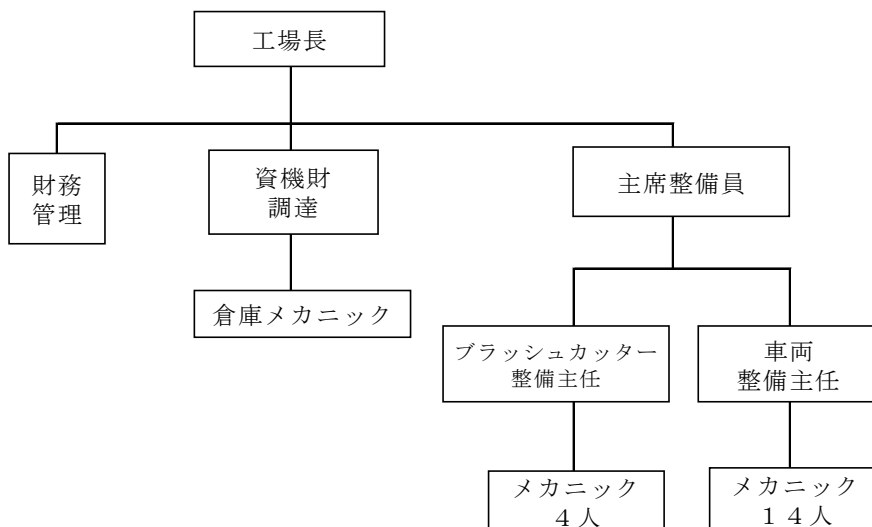 工場長
財務
管理
資機財
調達
主席整備員
倉庫メカニック
ブラッシュカッター
整備主任
車両
整備主任
メカニック
４人
メカニック
１４人